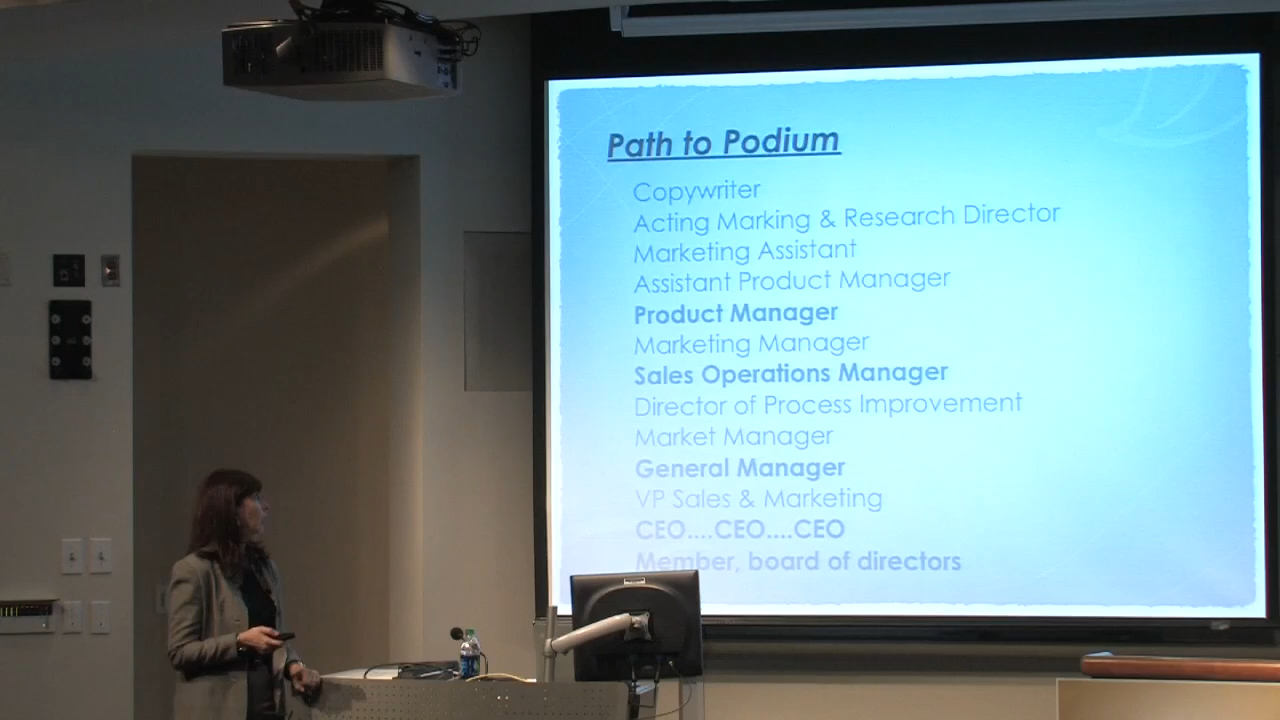 Path to Podium
Copywriter
Acting Marking & Research Director
Marketing Assistant
Assistant Product Manager
Product Manager
Marketing Manager
Sales Operations Manager
Director of Process Improvement
Market Manager
General Manager
VP Sales & Marketing
CEO....CEO....CEO
Member, board of directors